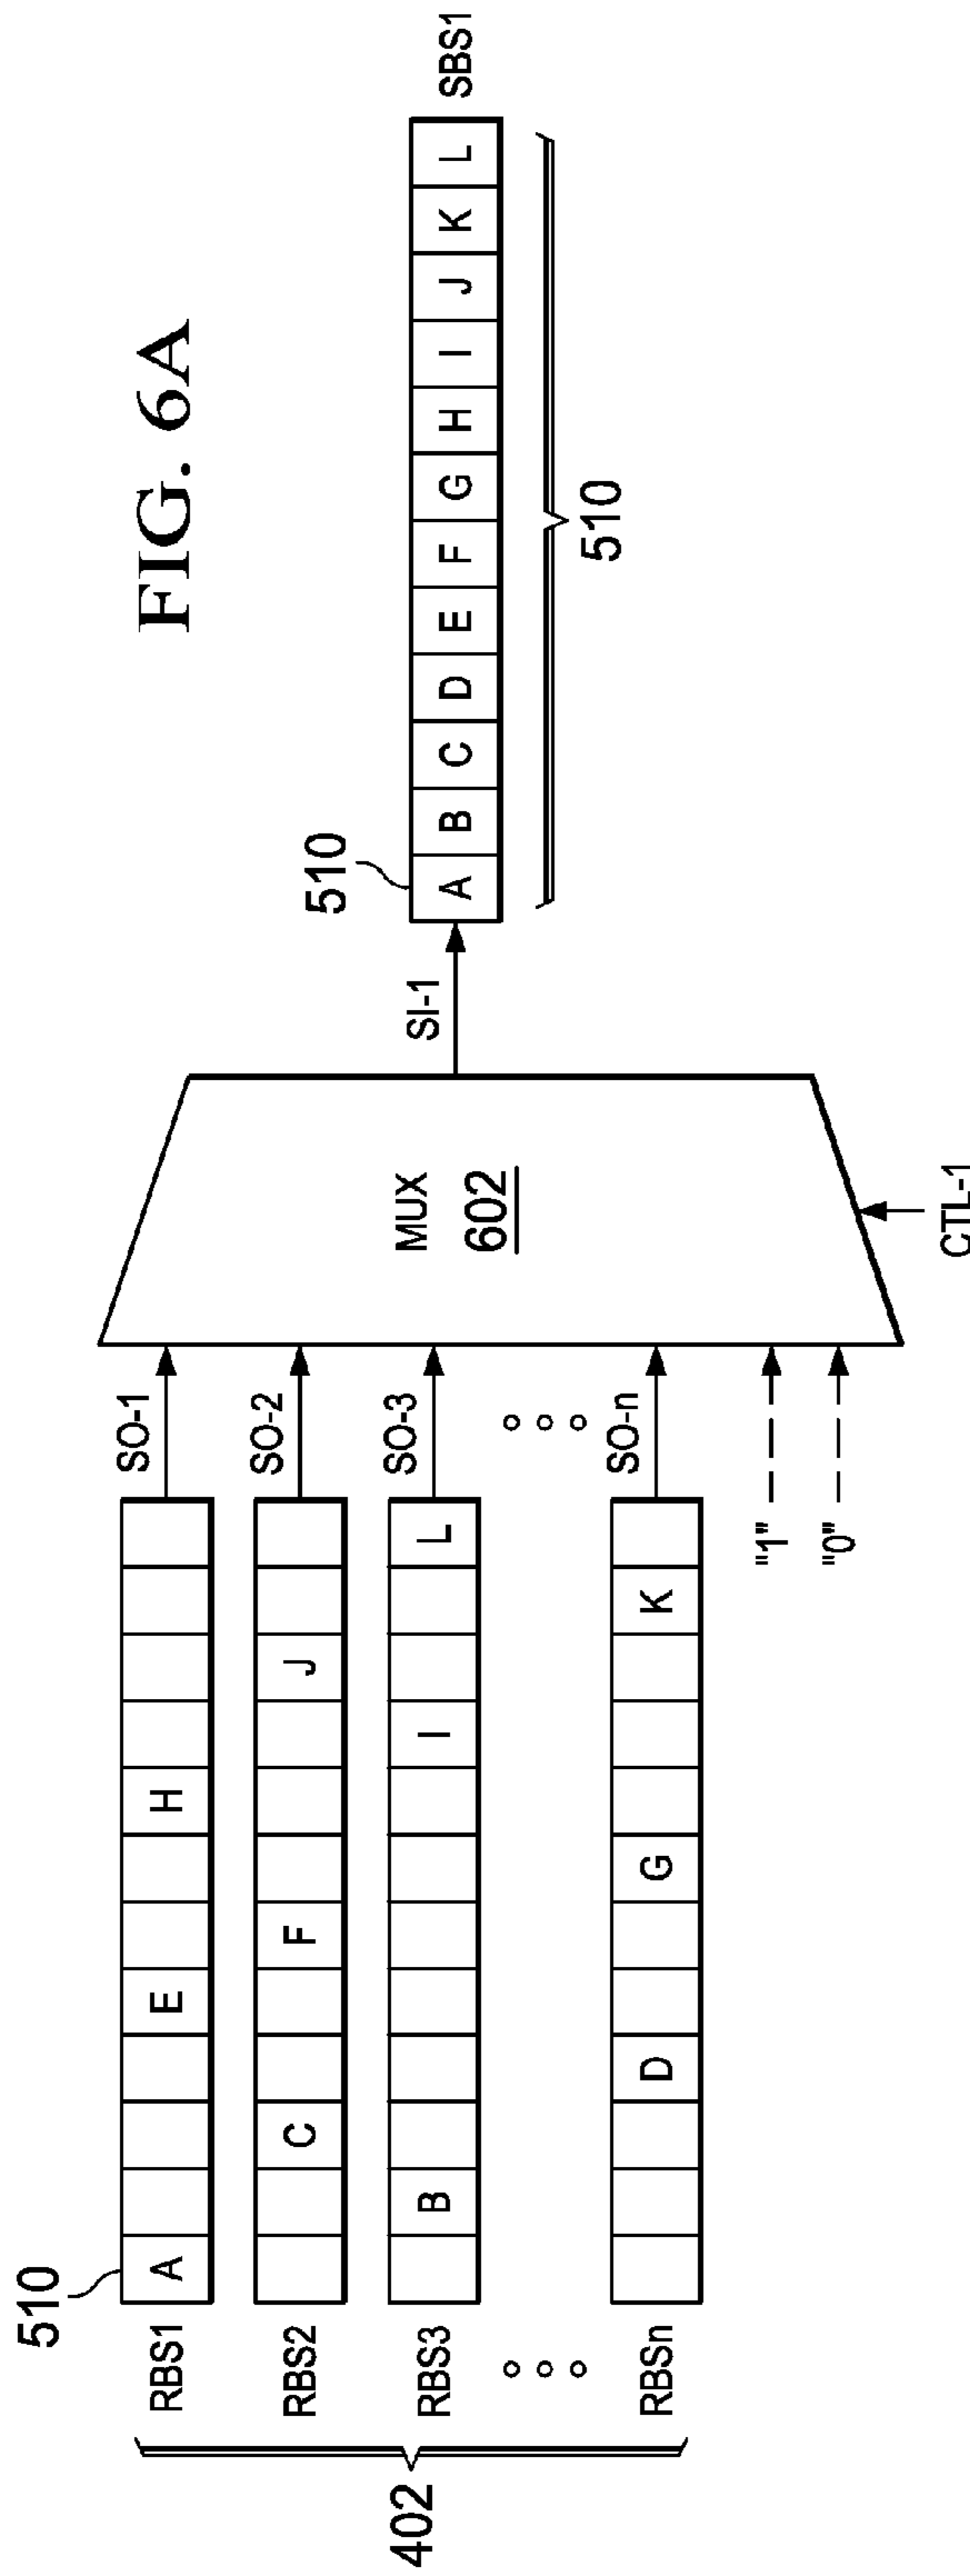 FIG. 6A
510
RBS1 A E H SO-1
RBS2 C F J SO-2
RBS3 B I L SO-3
RBSn D G K SO-n
402
"1"
"0"
MUX
602
CTL-1
SI-1
510
A B C D E F G H I J K L SBS1
510